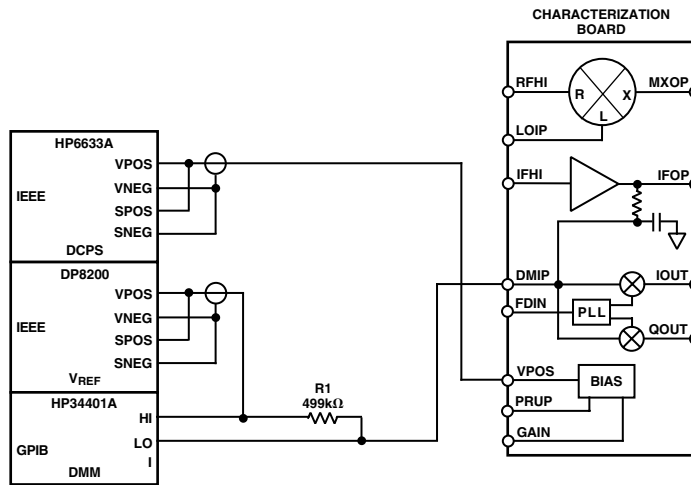 CHARACTERIZATION
BOARD
RFHI
R
X
L
MXOP
LOIP
IFHI
IFOP
DMIP
IOUT
FDIN
PLL
QOUT
VPOS
BIAS
PRUP
GAIN
HP6633A
VPOS
IEEE
VNEG
SPOS
SNEG
DCPS
DP8200
VPOS
IEEE
VNEG
SPOS
SNEG
VREF
HP34401A
HI
GPIB
LO
I
DMM
R1
499kΩ